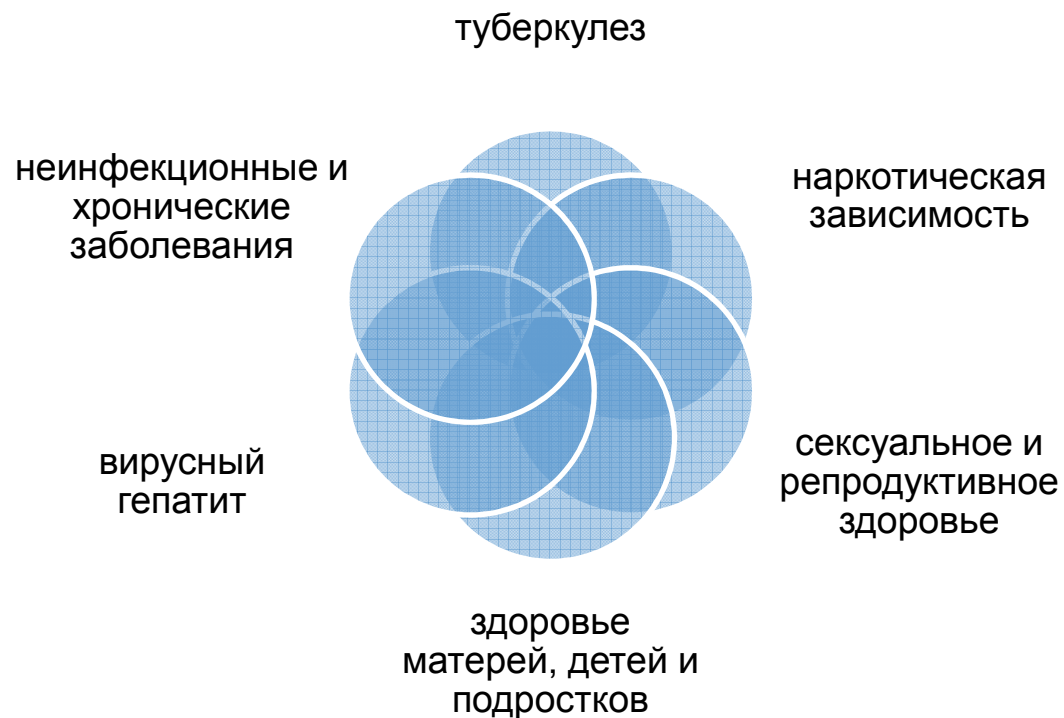 туберкулез
наркотическая
зависимость
сексуальное и
репродуктивное
здоровье
здоровье
матерей, детей и
подростков
вирусный
гепатит
неинфекционные и
хронические
заболевания